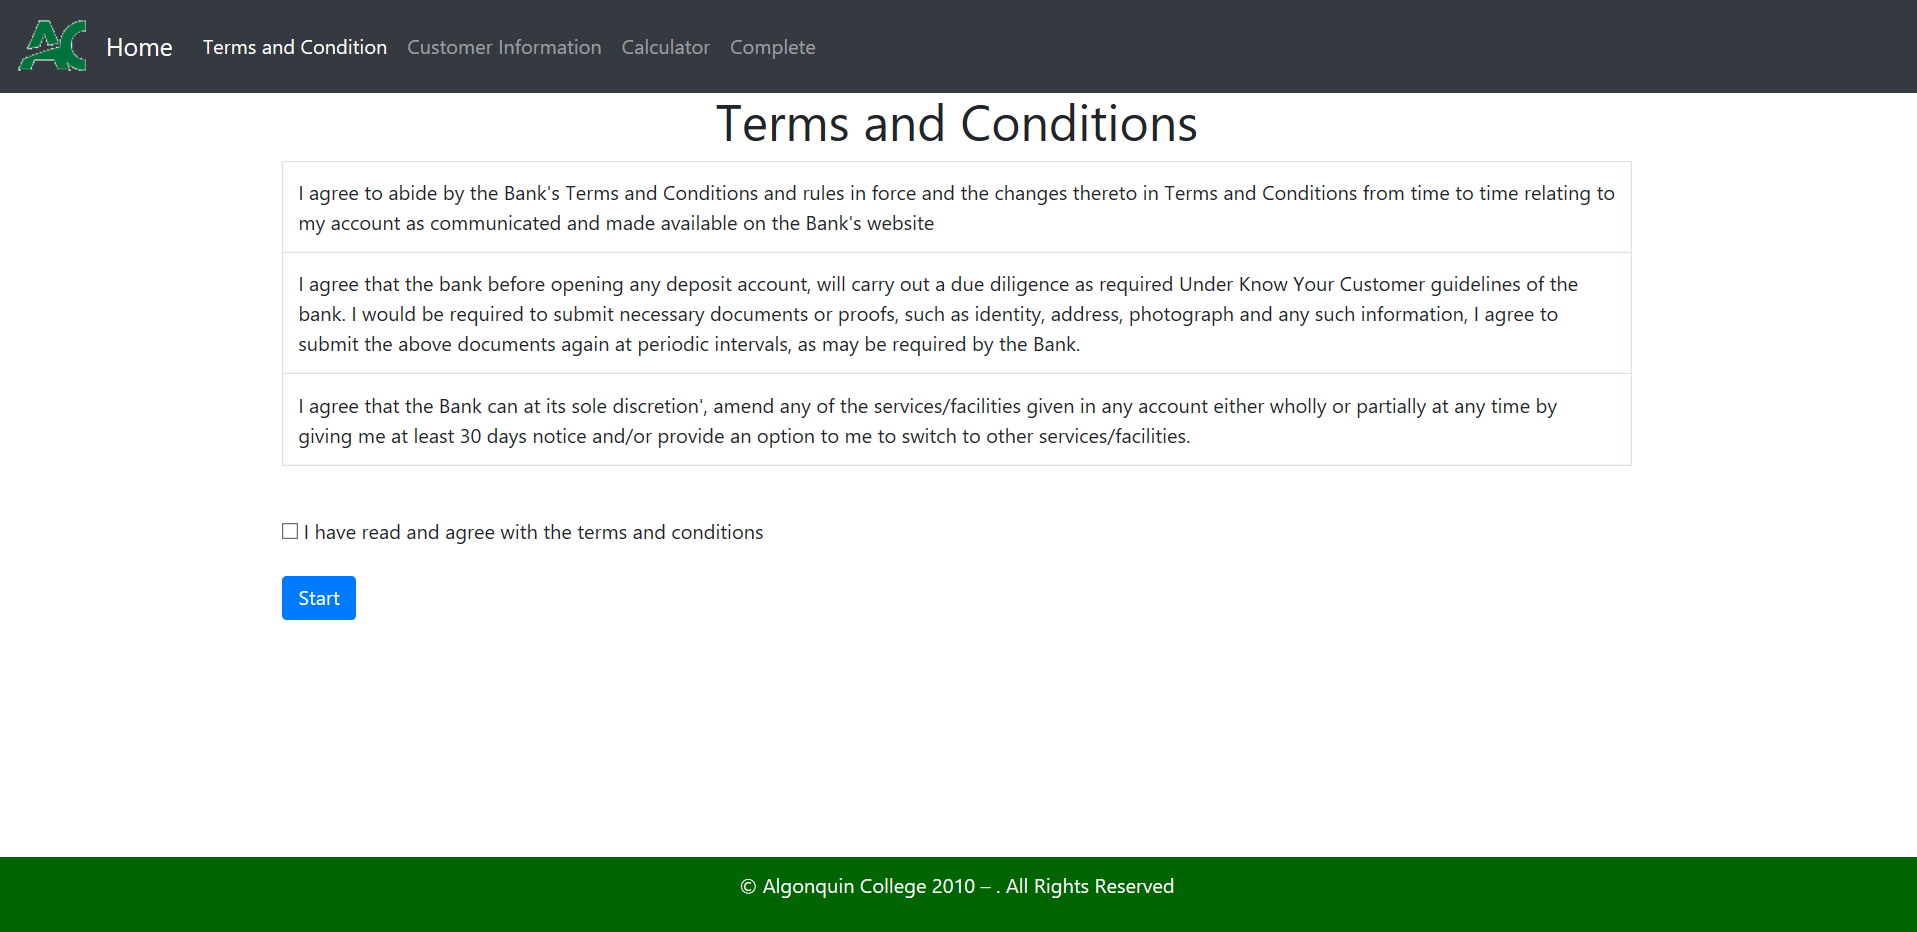 AC Home Terms and Condition Customer Information Calculator Complete
Terms and Conditions
I agree to abide by the Bank's Terms and Conditions and rules in force and the changes thereto in Terms and Conditions from time to time relating to
my account as communicated and made available on the Bank's website
I agree that the bank before opening any deposit account, will carry out a due diligence as required Under Know Your Customer guidelines of the
bank. I would be required to submit necessary documents or proofs, such as identity, address, photograph and any such information, I agree to
submit the above documents again at periodic intervals, as may be required by the Bank.
I agree that the Bank can at its sole discretion', amend any of the services/facilities given in any account either wholly or partially at any time by
giving me at least 30 days notice and/or provide an option to me to switch to other services/facilities.
I have read and agree with the terms and conditions
Start
© Algonquin College 2010 – . All Rights Reserved